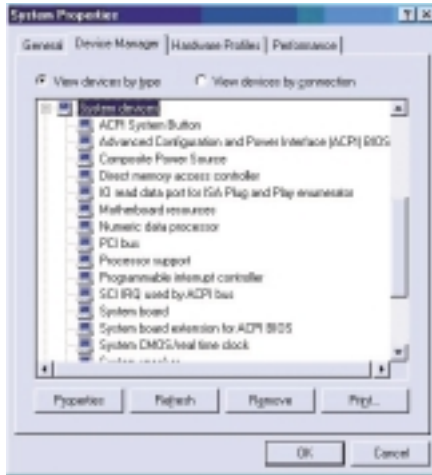 System Properties
General Device Manager Hardware Profiles Performance
View devices by type View devices by connection
System devices
ACPI System Button
Advanced Configuration and Power Interface (ACPI) BIOS
Composite Power Source
Direct memory access controller
IO read data port for ISA Plug and Play enumerator
Motherboard resources
Numeric data processor
PCI bus
Processor support
Programmable interrupt controller
SCI IRQ used by ACPI bus
System board
System board extension for ACPI BIOS
System CMOS/real time clock
System speaker
Properties Refresh Remove Print...
OK Cancel